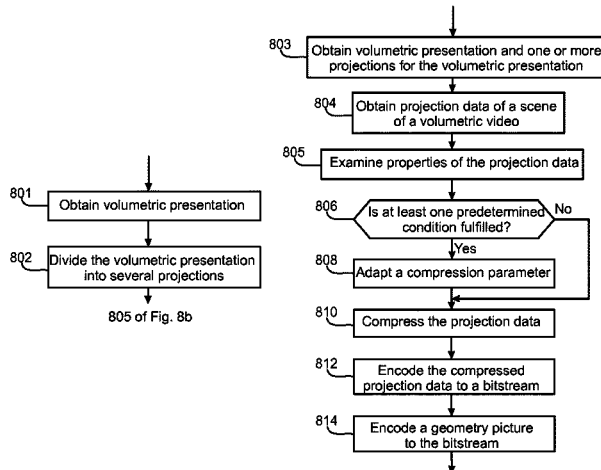 801
Obtain volumetric presentation
802
Divide the volumetric presentation
into several projections
805 of Fig. 8b
803
Obtain volumetric presentation and one or more
projections for the volumetric presentation
804
Obtain projection data of a scene
of a volumetric video
805
Examine properties of the projection data
806
Is at least one predetermined
condition fulfilled?
No
Yes
808
Adapt a compression parameter
810
Compress the projection data
812
Encode the compressed
projection data to a bitstream
814
Encode a geometry picture
to the bitstream